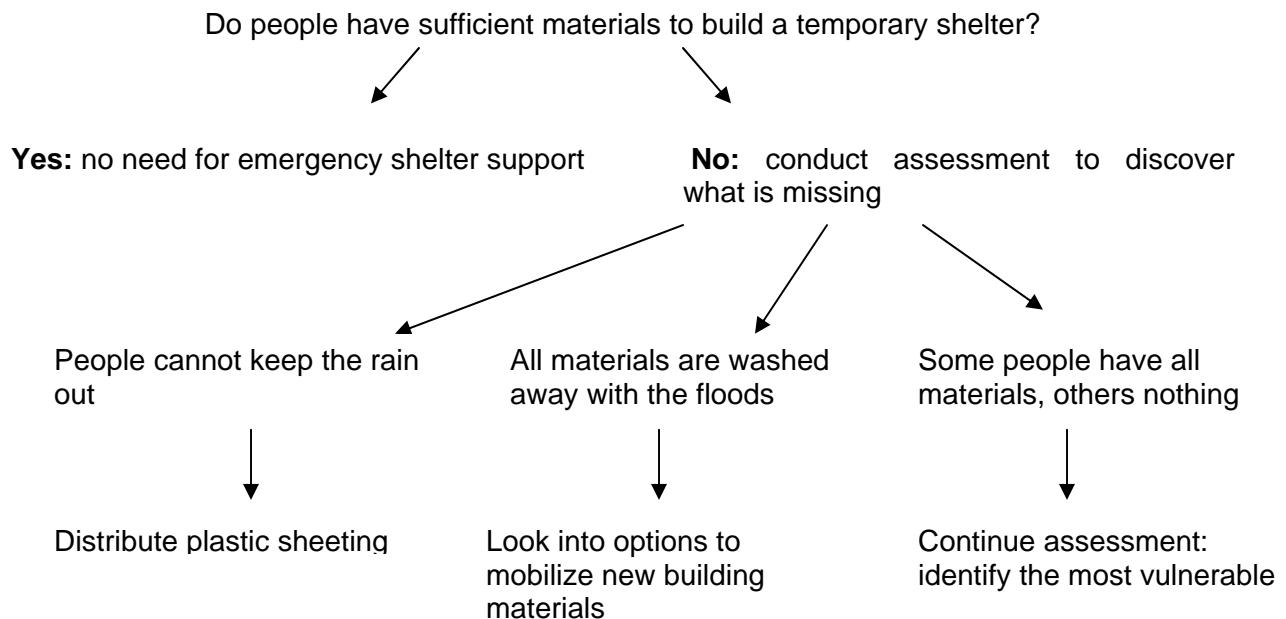 Do people have sufficient materials to build a temporary shelter?
Yes: no need for emergency shelter support
No: conduct assessment to discover
what is missing
People cannot keep the rain
out
All materials are washed
away with the floods
Some people have all
materials, others nothing
Distribute plastic sheeting
Look into options to
mobilize new building
materials
Continue assessment:
identify the most vulnerable